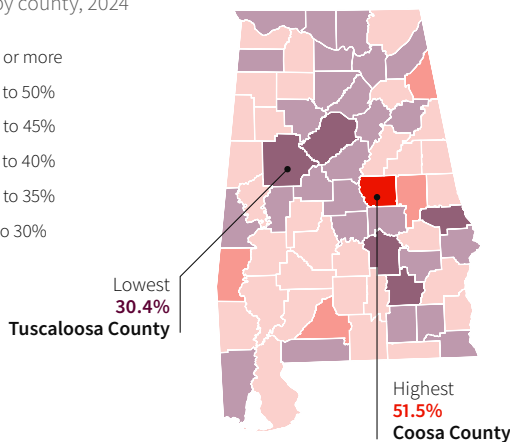 by county, 2024
or more
to 50%
to 45%
to 40%
to 35%
to 30%
Lowest
30.4%
Tuscaloosa County
Highest
51.5%
Coosa County